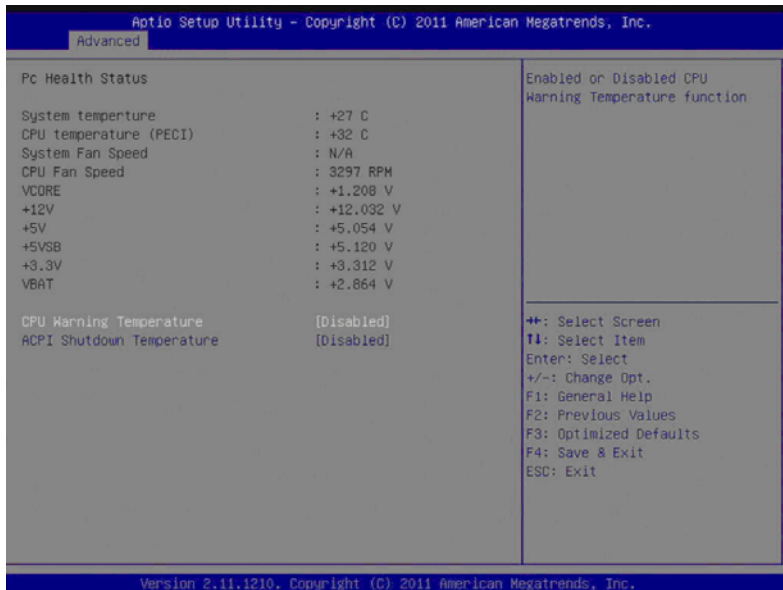 Aptio Setup Utility – Copyright (C) 2011 American Megatrends, Inc.
Advanced
Pc Health Status
System temperture : +27 C
CPU temperature (PECI) : +32 C
System Fan Speed : N/A
CPU Fan Speed : 3297 RPM
VCORE : +1.208 V
+12V : +12.032 V
+5V : +5.054 V
+5VSB : +5.120 V
+3.3V : +3.312 V
VBAT : +2.864 V
CPU Warning Temperature [Disabled]
ACPI Shutdown Temperature [Disabled]
Enabled or Disabled CPU
Warning Temperature function
→←: Select Screen
↑↓: Select Item
Enter: Select
+/-: Change Opt.
F1: General Help
F2: Previous Values
F3: Optimized Defaults
F4: Save & Exit
ESC: Exit
Version 2.11.1210. Copyright (C) 2011 American Megatrends, Inc.